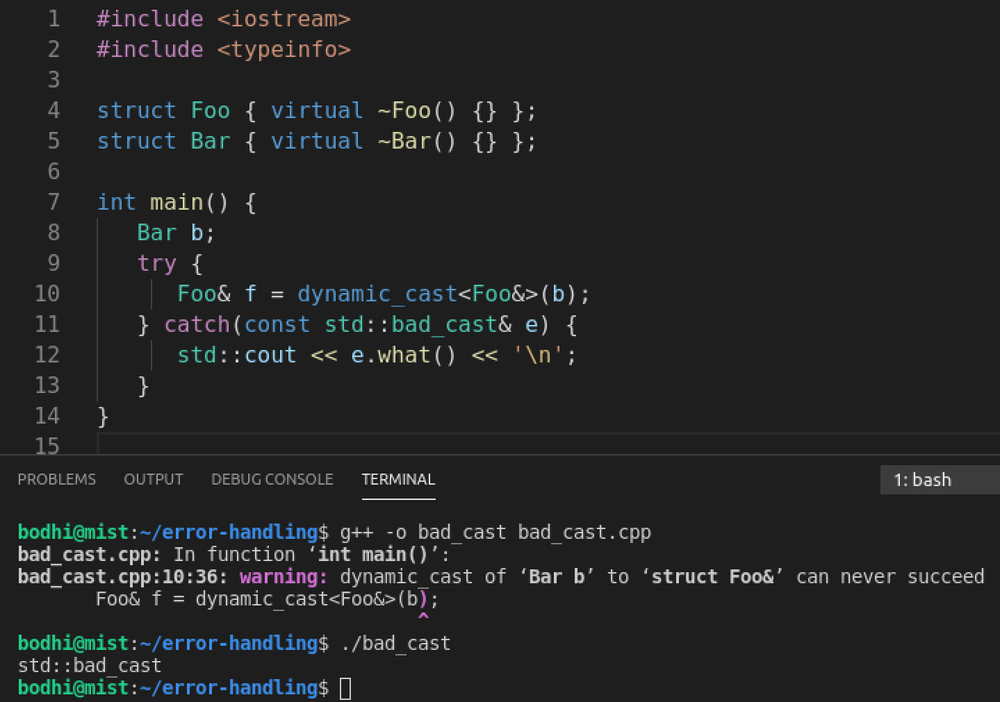 1 #include <iostream>
2 #include <typeinfo>
3
4 struct Foo { virtual ~Foo() {} };
5 struct Bar { virtual ~Bar() {} };
6
7 int main() {
8    Bar b;
9    try {
10       Foo& f = dynamic_cast<Foo&>(b);
11    } catch(const std::bad_cast& e) {
12       std::cout << e.what() << '\n';
13    }
14 }
15
PROBLEMS OUTPUT DEBUG CONSOLE TERMINAL 1: bash
bodhi@mist:~/error-handling$ g++ -o bad_cast bad_cast.cpp
bad_cast.cpp: In function ‘int main()’:
bad_cast.cpp:10:36: warning: dynamic_cast of ‘Bar b’ to ‘struct Foo&’ can never succeed
       Foo& f = dynamic_cast<Foo&>(b);
                                    ^
bodhi@mist:~/error-handling$ ./bad_cast
std::bad_cast
bodhi@mist:~/error-handling$